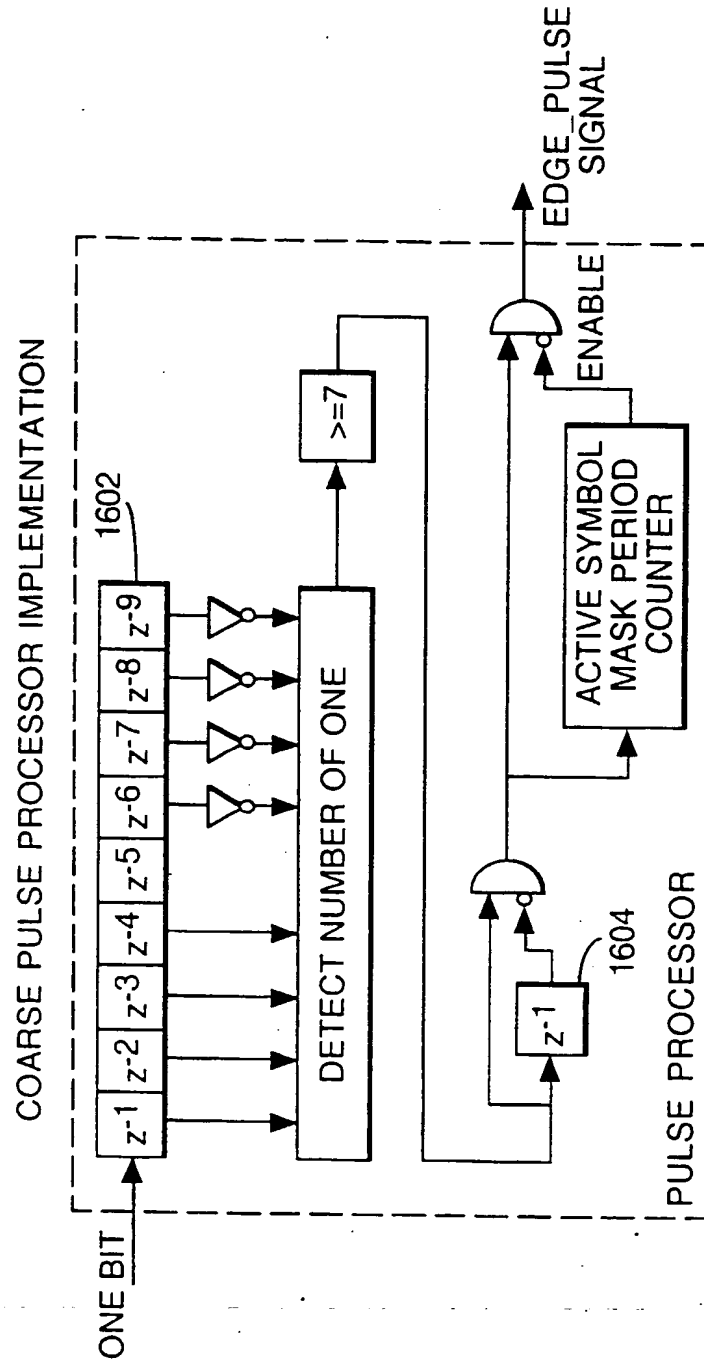 COARSE PULSE PROCESSOR IMPLEMENTATION
ONE BIT
z-1 z-2 z-3 z-4 z-5 z-6 z-7 z-8 z-9
1602
DETECT NUMBER OF ONE
>=7
z-1
1604
ACTIVE SYMBOL
MASK PERIOD
COUNTER
ENABLE
EDGE_PULSE
SIGNAL
PULSE PROCESSOR